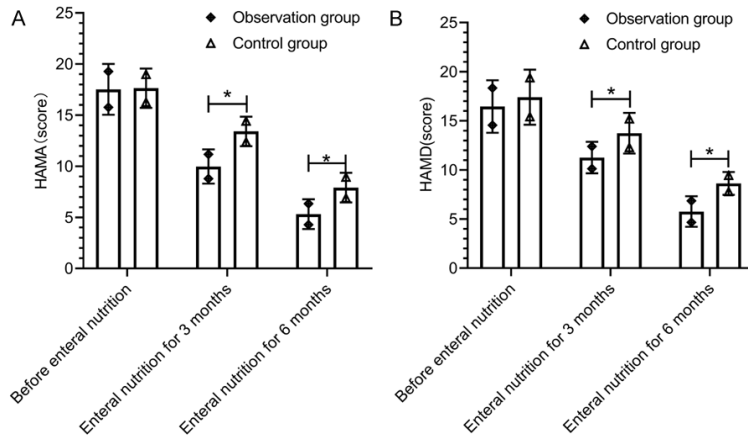 A
Observation group
Control group
HAMA(score)
25
20
15
10
5
0
*
*
Before enteral nutrition
Enteral nutrition for 3 months
Enteral nutrition for 6 months
B
Observation group
Control group
HAMD(score)
25
20
15
10
5
0
*
*
Before enteral nutrition
Enteral nutrition for 3 months
Enteral nutrition for 6 months